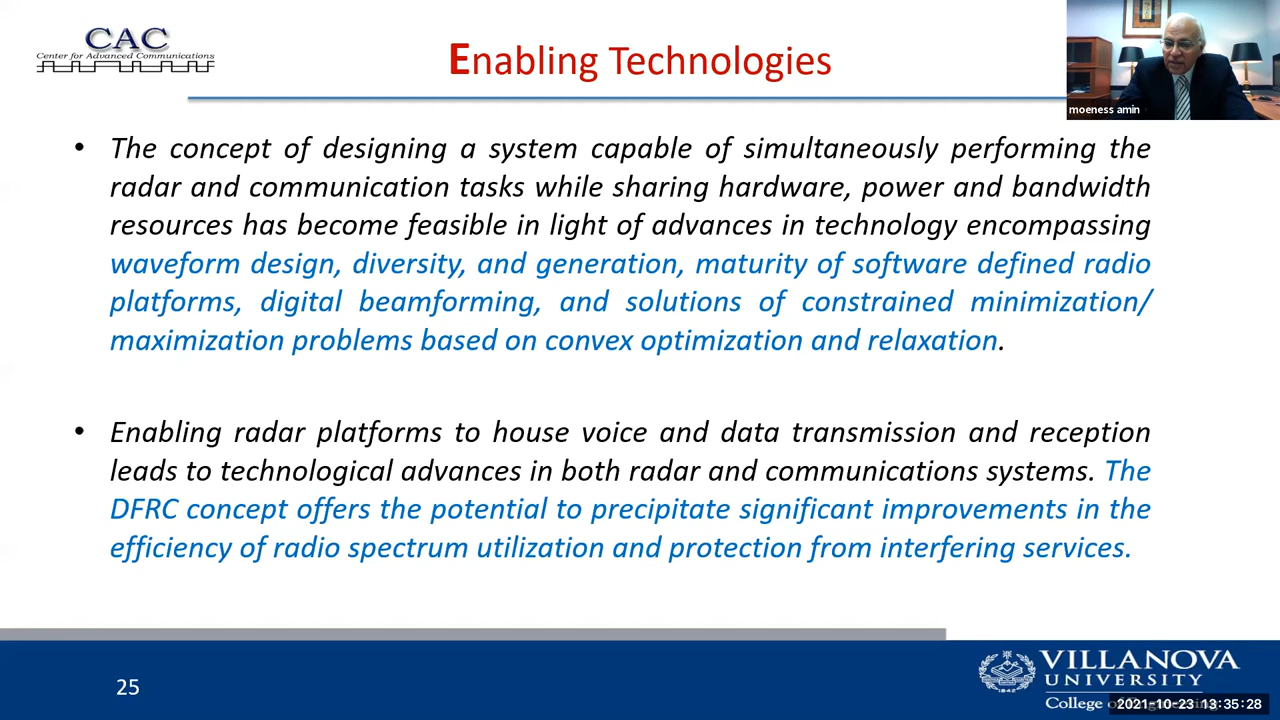 CAC
Center for Advanced Communications
Enabling Technologies
moeness amin
• The concept of designing a system capable of simultaneously performing the
radar and communication tasks while sharing hardware, power and bandwidth
resources has become feasible in light of advances in technology encompassing
waveform design, diversity, and generation, maturity of software defined radio
platforms, digital beamforming, and solutions of constrained minimization/
maximization problems based on convex optimization and relaxation.
• Enabling radar platforms to house voice and data transmission and reception
leads to technological advances in both radar and communications systems. The
DFRC concept offers the potential to precipitate significant improvements in the
efficiency of radio spectrum utilization and protection from interfering services.
25
VILLANOVA
UNIVERSITY
College of
2021-10-23 13:35:28